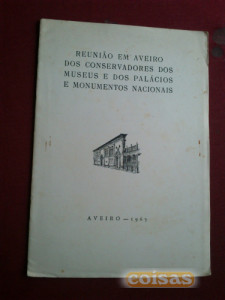 REUNIÃO EM AVEIRO
DOS CONSERVADORES DOS
MUSEUS E DOS PALÁCIOS
E MONUMENTOS NACIONAIS
AVEIRO —
coisas